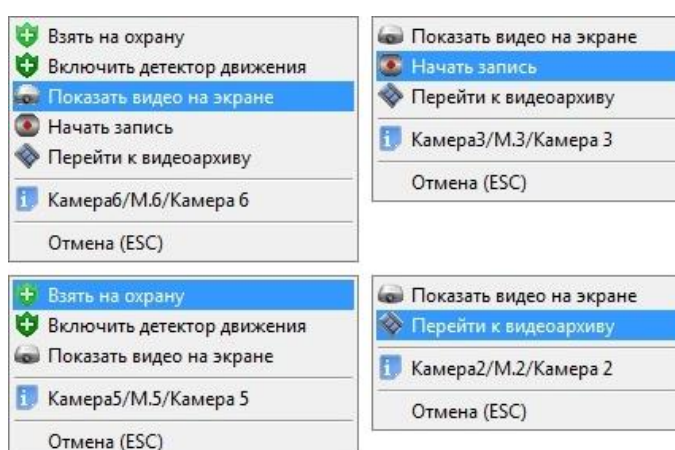 Взять на охрану
Включить детектор движения
Показать видео на экране
Начать запись
Перейти к видеоархиву
Камера6/М.6/Камера 6
Отмена (ESC)
Показать видео на экране
Начать запись
Перейти к видеоархиву
Камера3/М.3/Камера 3
Отмена (ESC)
Взять на охрану
Включить детектор движения
Показать видео на экране
Камера5/М.5/Камера 5
Отмена (ESC)
Показать видео на экране
Перейти к видеоархиву
Камера2/М.2/Камера 2
Отмена (ESC)